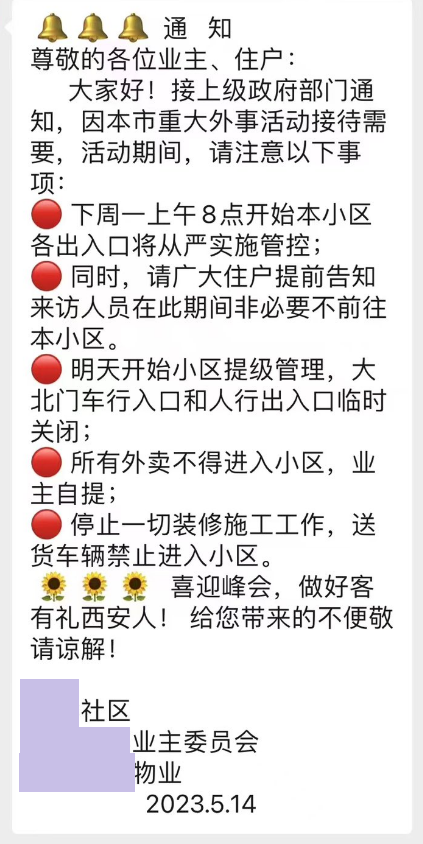 🔔🔔🔔 通 知
尊敬的各位业主、住户：
大家好！接上级政府部门通
知，因本市重大外事活动接待需
要，活动期间，请注意以下事
项：
🔴 下周一上午8点开始本小区
各出入口将从严实施管控；
🔴 同时，请广大住户提前告知
来访人员在此期间非必要不前往
本小区。
🔴 明天开始小区提级管理，大
北门车行入口和人行出入口临时
关闭；
🔴 所有外卖不得进入小区，业
主自提；
🔴 停止一切装修施工工作，送
货车辆禁止进入小区。
🌻🌻🌻 喜迎峰会，做好客
有礼西安人！ 给您带来的不便敬
请谅解！
社区
业主委员会
物业
2023.5.14